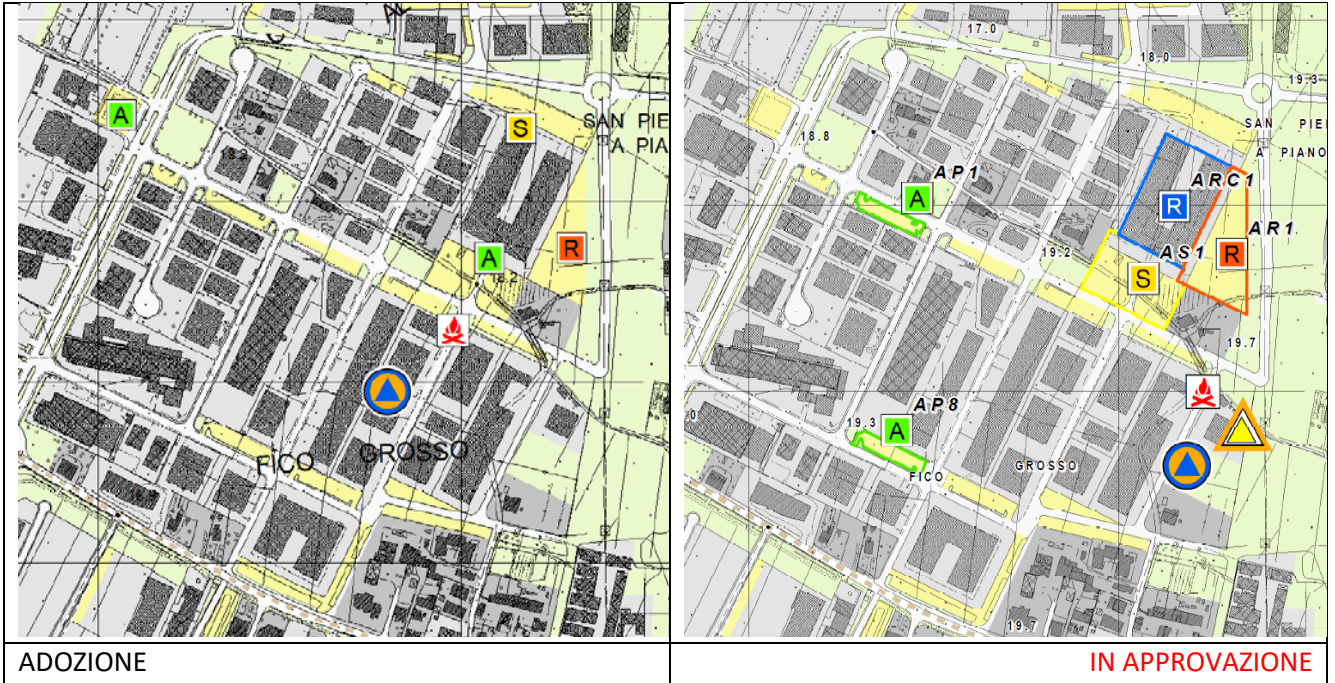 AL
C
A
18.2
S
SAN PIE
A PIA
A
18.2
R
FICO
GROSSO
17.0
18.0
19.3
18.8
SAN PIE
A PIANO
AP1
A
ARC1
R
AR1
R
19.2
AS1
S
19.7
AP8
19.3
A
FICO
GROSSO
19.7
ADOZIONE
IN APPROVAZIONE